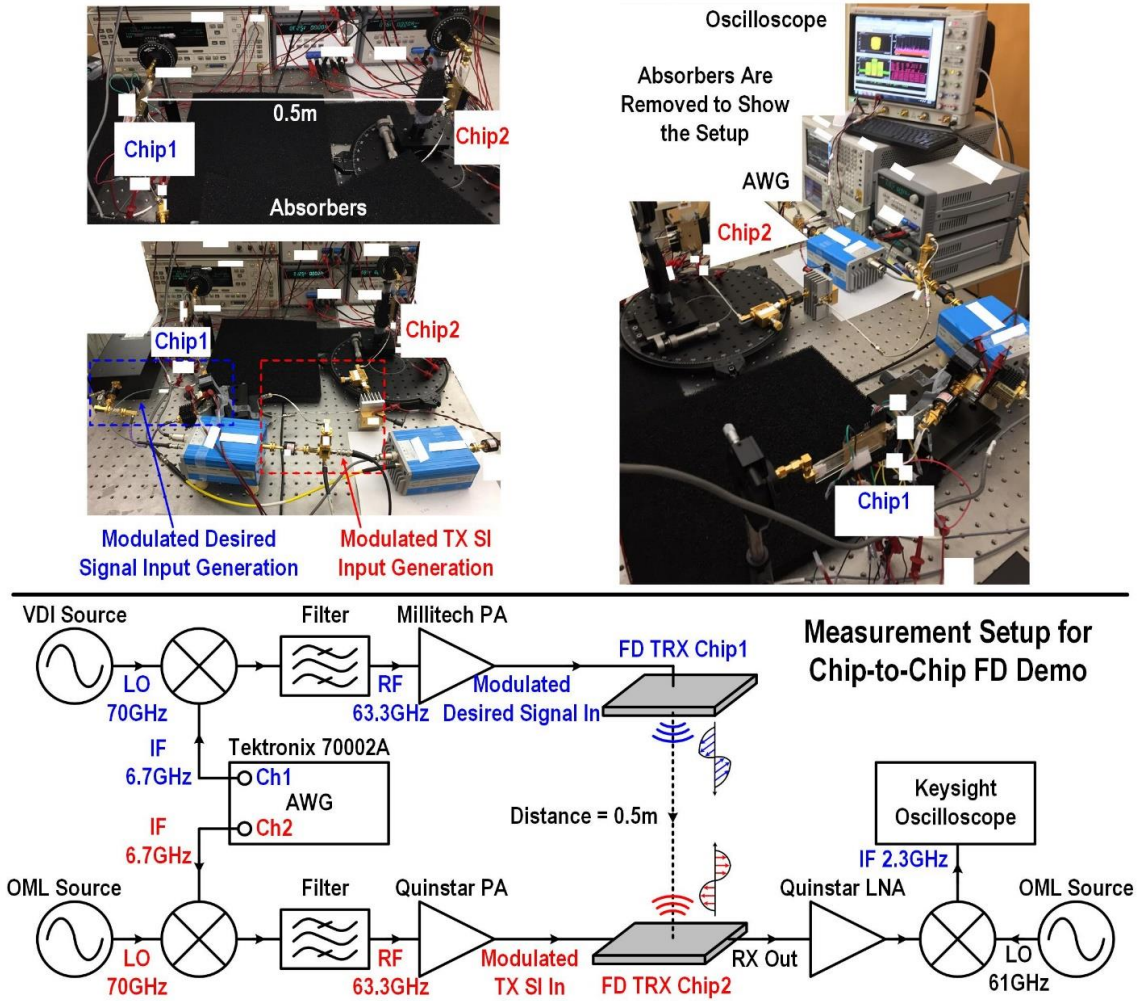 0.5m
Chip1
Chip2
Absorbers
Oscilloscope
Absorbers Are
Removed to Show
the Setup
AWG
Chip2
Chip1
Chip1
Chip2
Modulated Desired
Signal Input Generation
Modulated TX SI
Input Generation
Measurement Setup for
Chip-to-Chip FD Demo
VDI Source
Filter
Millitech PA
FD TRX Chip1
LO
70GHz
RF
63.3GHz
Modulated
Desired Signal In
IF
6.7GHz
Tektronix 70002A
Ch1
AWG
Ch2
IF
6.7GHz
Distance = 0.5m
Keysight
Oscilloscope
IF 2.3GHz
OML Source
Filter
Quinstar PA
Quinstar LNA
OML Source
LO
70GHz
RF
63.3GHz
Modulated
TX SI In
FD TRX Chip2
RX Out
LO
61GHz